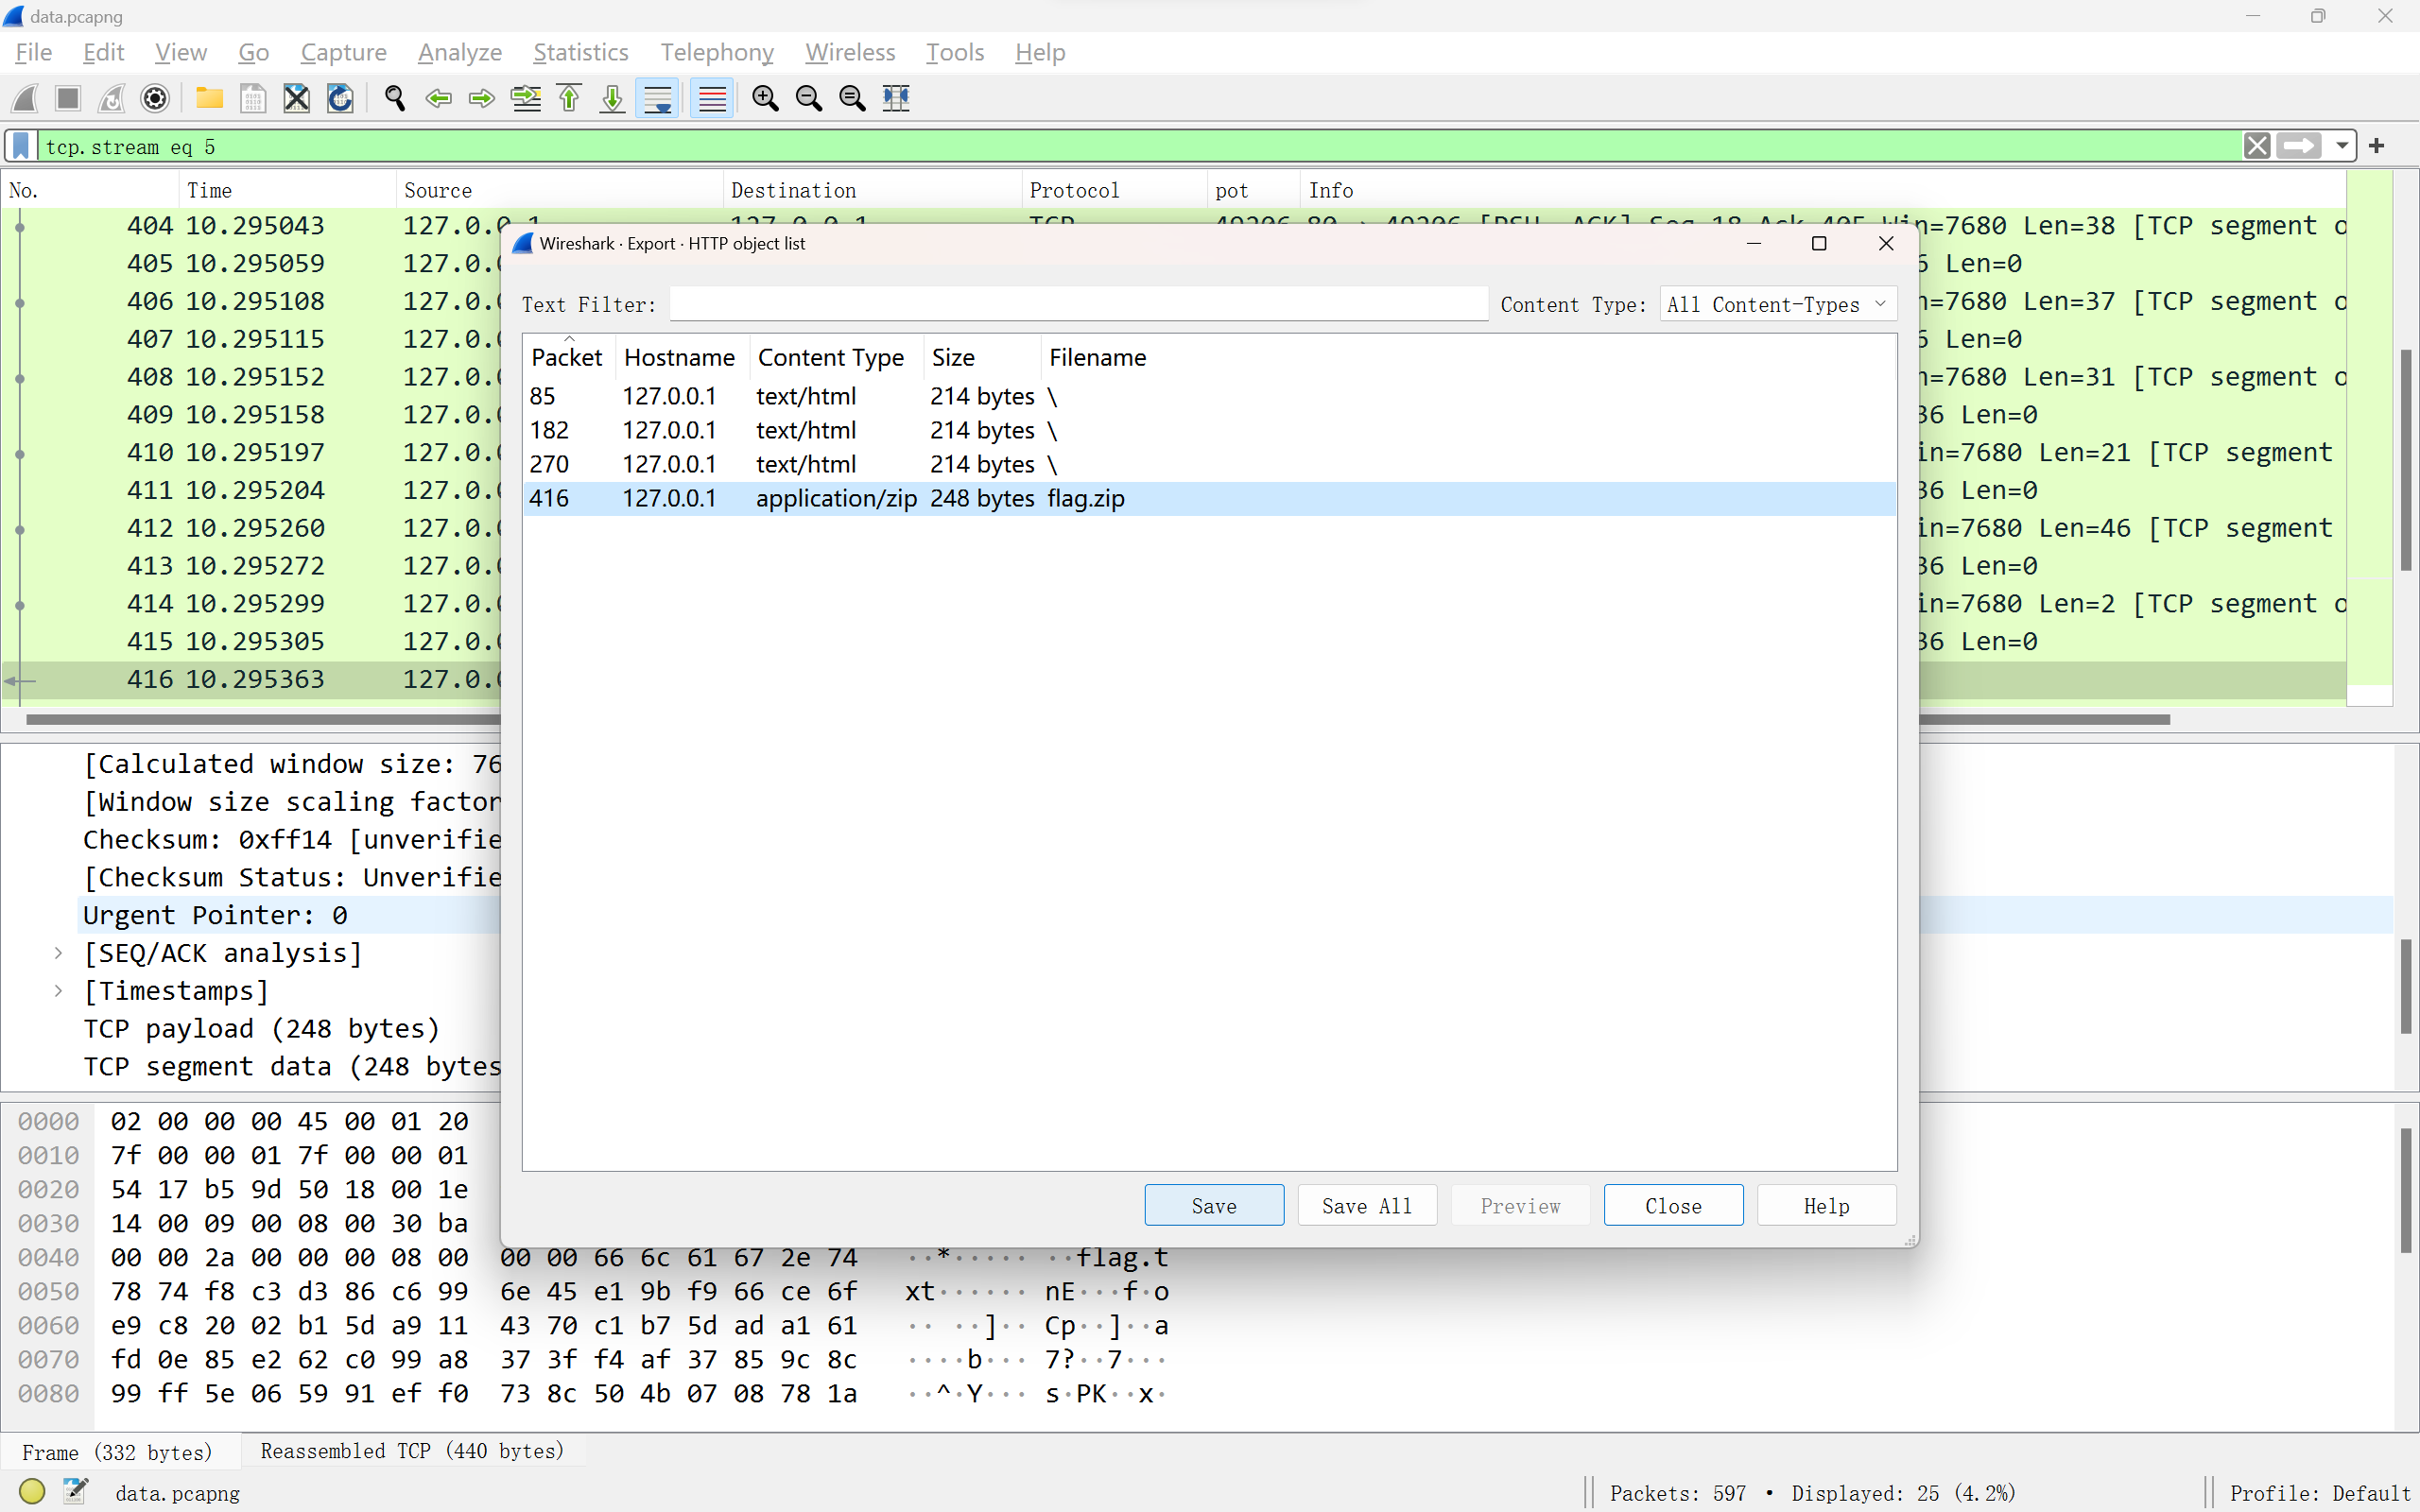 data.pcapng
File Edit View Go Capture Analyze Statistics Telephony Wireless Tools Help
tcp.stream eq 5
No. Time Source Destination Protocol pot Info
404 10.295043 127.0.0.1 127.0.0.1 TCP 49206 80 → 49206 [PSH, ACK] Seq=18 Ack=405 Win=7680 Len=38 [TCP segment o
405 10.295059 127.0. 6 Len=0
406 10.295108 127.0. n=7680 Len=37 [TCP segment o
407 10.295115 127.0. 6 Len=0
408 10.295152 127.0. n=7680 Len=31 [TCP segment o
409 10.295158 127.0. 36 Len=0
410 10.295197 127.0. in=7680 Len=21 [TCP segment
411 10.295204 127.0. 36 Len=0
412 10.295260 127.0. in=7680 Len=46 [TCP segment
413 10.295272 127.0. 36 Len=0
414 10.295299 127.0. in=7680 Len=2 [TCP segment o
415 10.295305 127.0. 36 Len=0
416 10.295363 127.0.
Wireshark · Export · HTTP object list
Text Filter: Content Type: All Content-Types
Packet Hostname Content Type Size Filename
85 127.0.0.1 text/html 214 bytes \
182 127.0.0.1 text/html 214 bytes \
270 127.0.0.1 text/html 214 bytes \
416 127.0.0.1 application/zip 248 bytes flag.zip
Save Save All Preview Close Help
[Calculated window size: 76
[Window size scaling factor
Checksum: 0xff14 [unverifie
[Checksum Status: Unverifie
Urgent Pointer: 0
[SEQ/ACK analysis]
[Timestamps]
TCP payload (248 bytes)
TCP segment data (248 bytes
0000 02 00 00 00 45 00 01 20
0010 7f 00 00 01 7f 00 00 01
0020 54 17 b5 9d 50 18 00 1e
0030 14 00 09 00 08 00 30 ba
0040 00 00 2a 00 00 00 08 00 00 00 66 6c 61 67 2e 74 ··*····· ··flag.t
0050 78 74 f8 c3 d3 86 c6 99 6e 45 e1 9b f9 66 ce 6f xt······ nE···f·o
0060 e9 c8 20 02 b1 5d a9 11 43 70 c1 b7 5d ad a1 61 ·· ··]·· Cp··]··a
0070 fd 0e 85 e2 62 c0 99 a8 37 3f f4 af 37 85 9c 8c ····b··· 7?··7···
0080 99 ff 5e 06 59 91 ef f0 73 8c 50 4b 07 08 78 1a ··^·Y··· s·PK··x·
Frame (332 bytes) Reassembled TCP (440 bytes)
data.pcapng Packets: 597 • Displayed: 25 (4.2%) Profile: Default